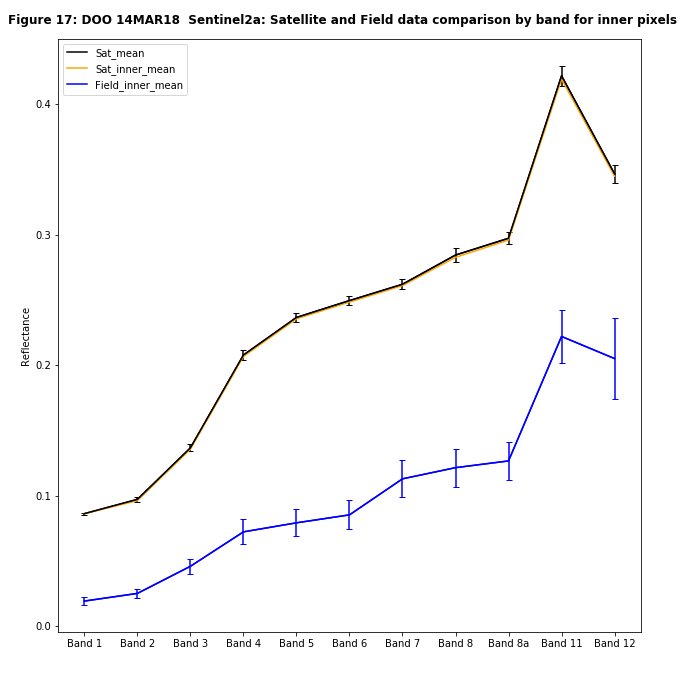 Figure 17: DOO 14MAR18  Sentinel2a: Satellite and Field data comparison by band for inner pixels
Sat_mean
Sat_inner_mean
Field_inner_mean
0.4
0.3
0.2
0.1
0.0
Reflectance
Band 1 Band 2 Band 3 Band 4 Band 5 Band 6 Band 7 Band 8 Band 8a Band 11 Band 12